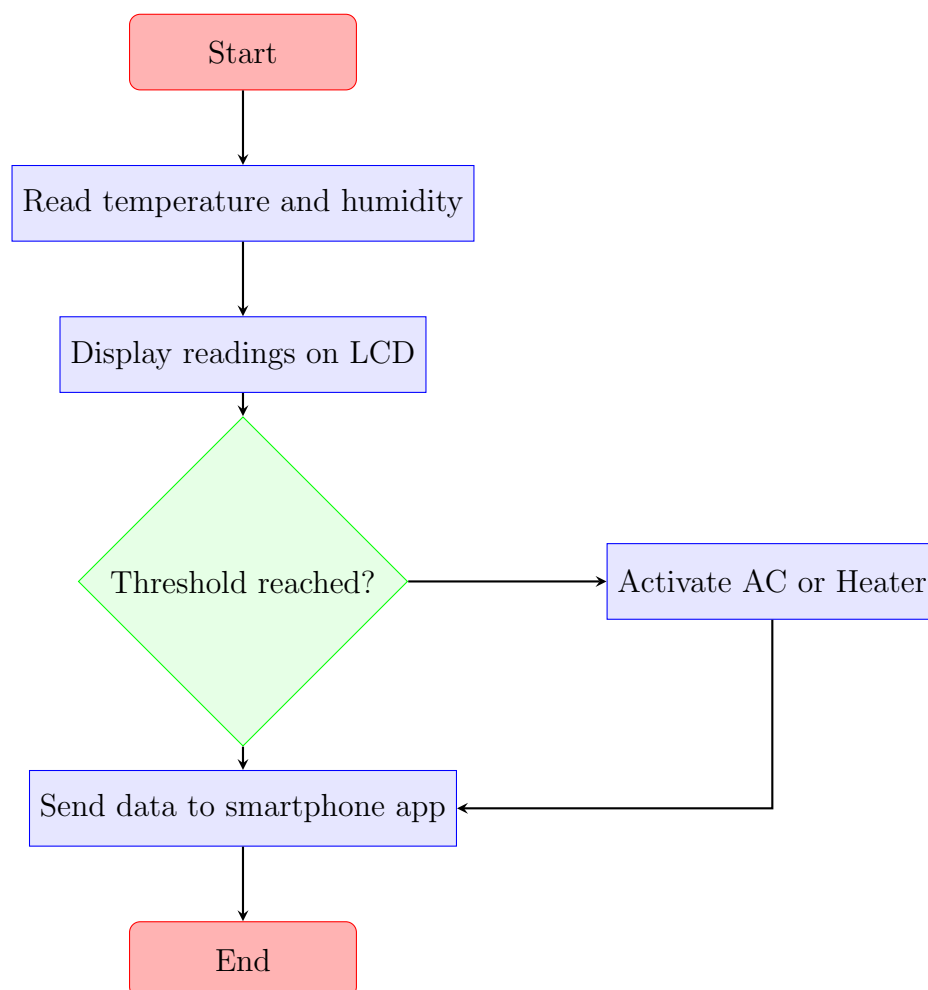 Start
Read temperature and humidity
Display readings on LCD
Threshold reached?
Activate AC or Heater
Send data to smartphone app
End